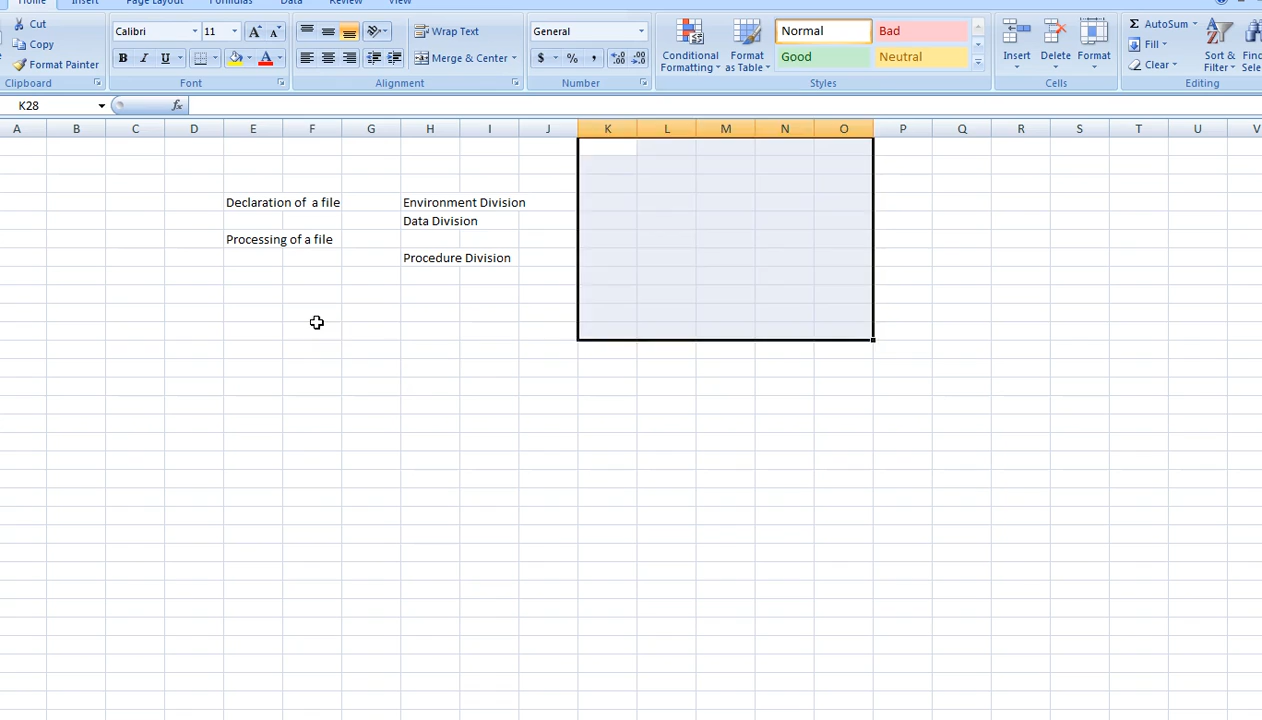 Home Insert Page Layout Formulas Data Review View
Cut
Copy
Format Painter
Clipboard
Calibri 11
B I U
Font
Wrap Text
Merge & Center
Alignment
General
$ % ,
Number
Conditional Formatting
Format as Table
Normal Bad
Good Neutral
Styles
Insert Delete Format
Cells
Σ AutoSum
Fill
Clear
Sort & Filter
Editing
K28 fx
A B C D E F G H I J K L M N O P Q R S T U V
Declaration of a file Environment Division
Data Division
Processing of a file
Procedure Division